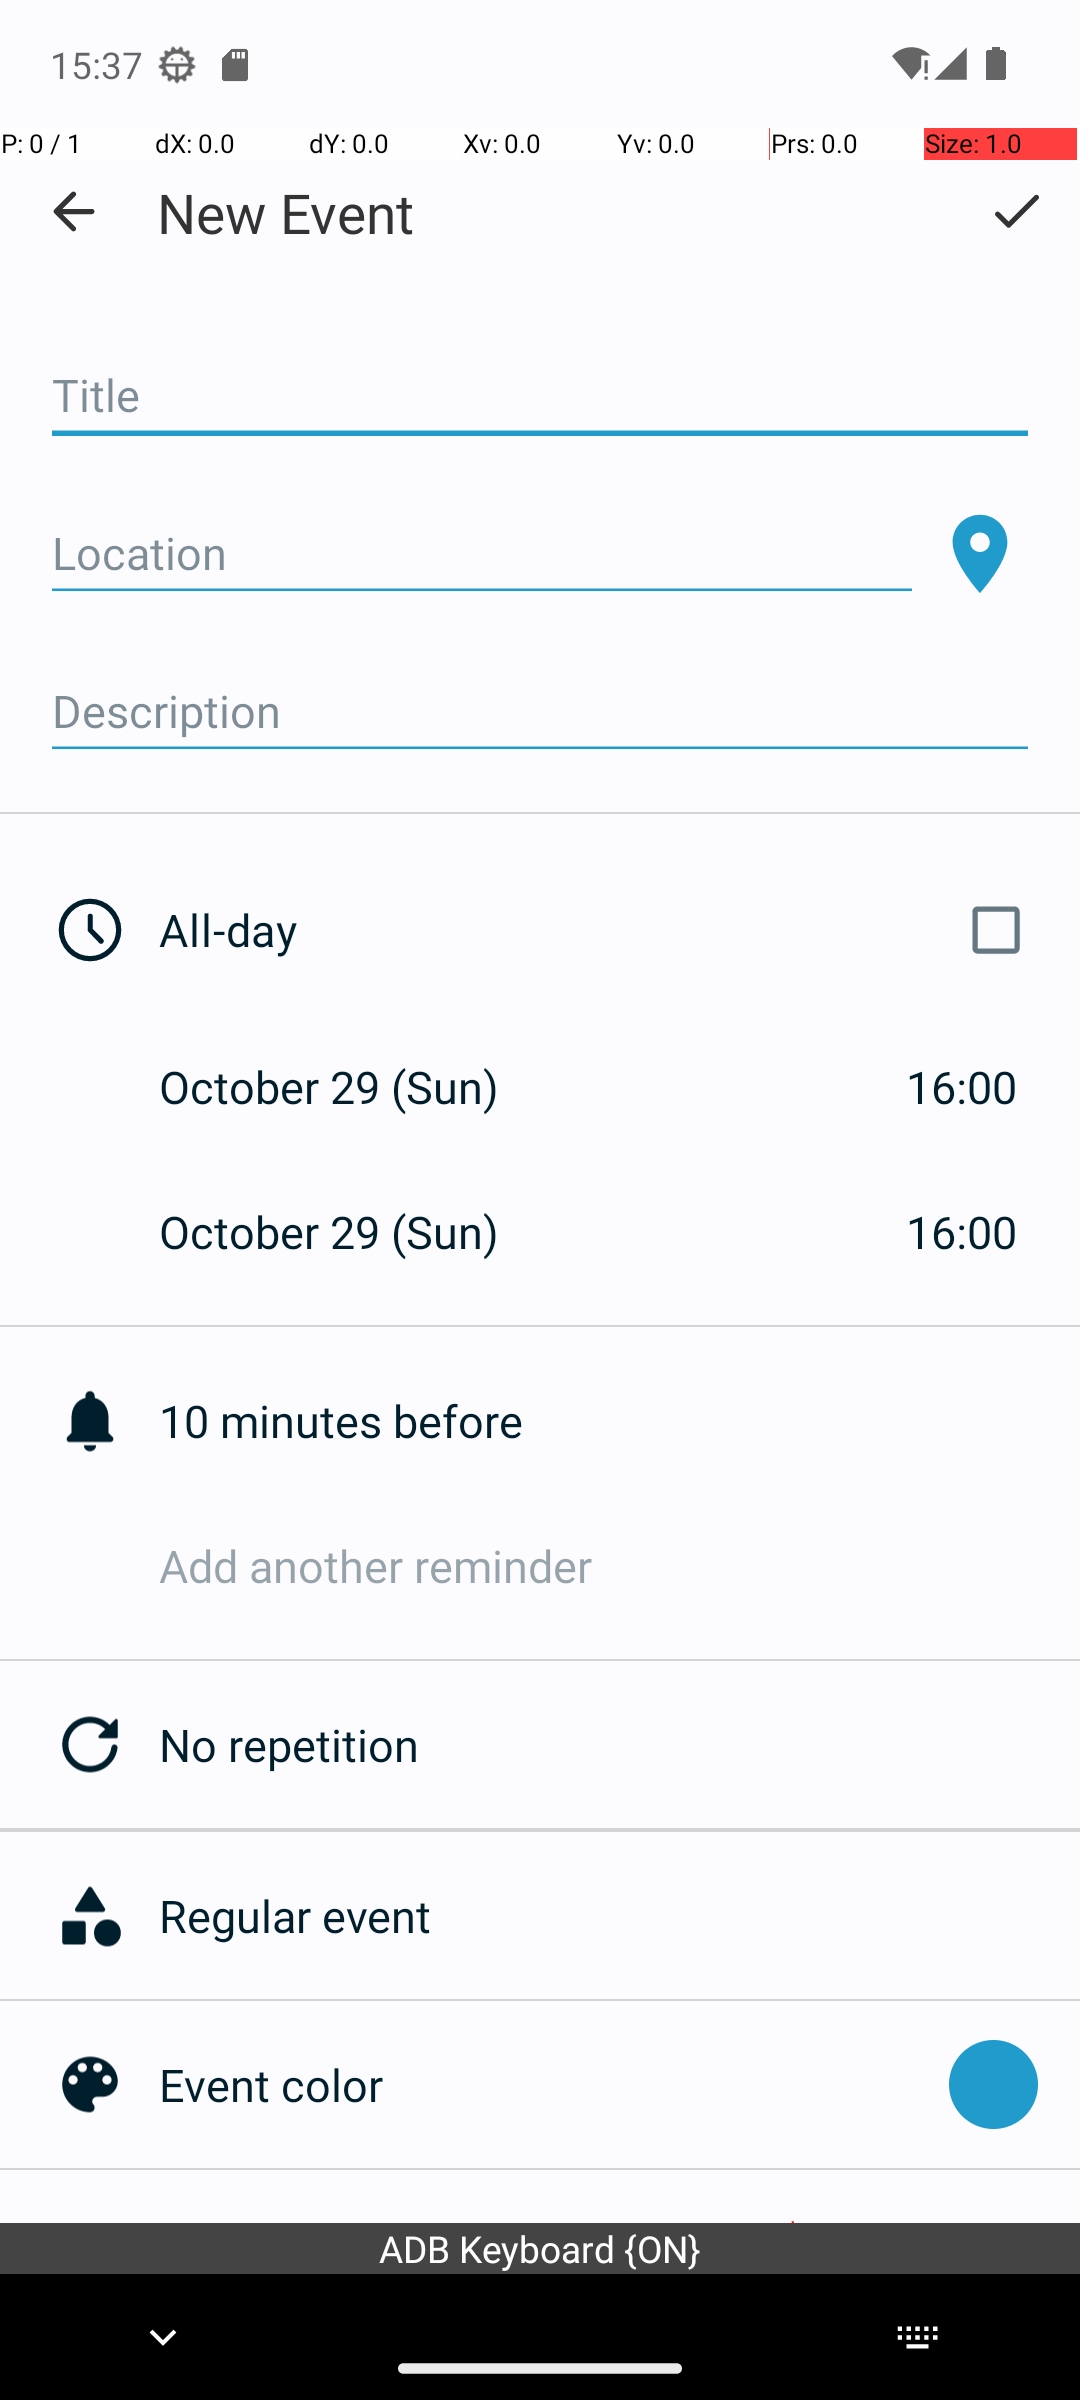 15:37
P: 0 / 1 dX: 0.0 dY: 0.0 Xv: 0.0 Yv: 0.0 Prs: 0.0 Size: 1.0
New Event
Title
Location
Description
All-day
October 29 (Sun) 16:00
October 29 (Sun) 16:00
10 minutes before
Add another reminder
No repetition
Regular event
Event color
ADB Keyboard {ON}